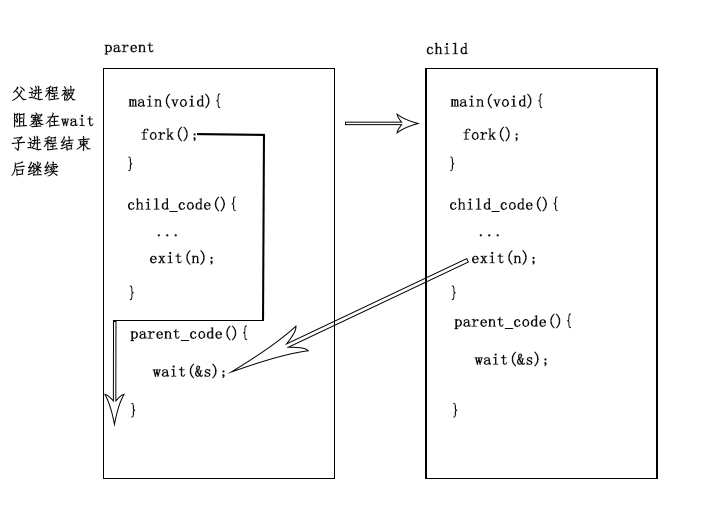 parent
父进程被
阻塞在wait
子进程结束
后继续
main(void){
fork();
}
child_code(){
...
exit(n);
}
parent_code(){
wait(&s);
}
child
main(void){
fork();
}
child_code(){
...
exit(n);
}
parent_code(){
wait(&s);
}